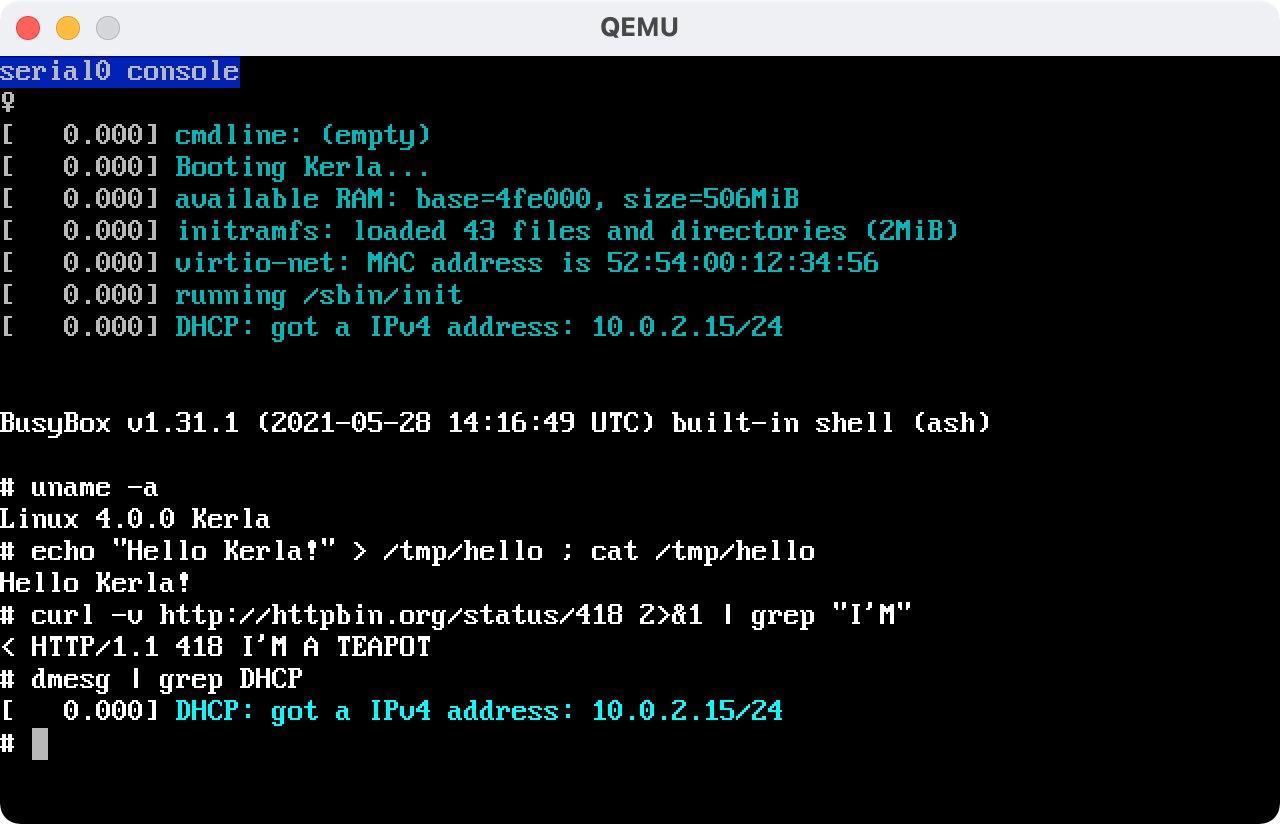 QEMU
serial0 console
♀
[   0.000] cmdline: (empty)
[   0.000] Booting Kerla...
[   0.000] available RAM: base=4fe000, size=506MiB
[   0.000] initramfs: loaded 43 files and directories (2MiB)
[   0.000] virtio-net: MAC address is 52:54:00:12:34:56
[   0.000] running /sbin/init
[   0.000] DHCP: got a IPv4 address: 10.0.2.15/24
BusyBox v1.31.1 (2021-05-28 14:16:49 UTC) built-in shell (ash)
# uname -a
Linux 4.0.0 Kerla
# echo "Hello Kerla!" > /tmp/hello ; cat /tmp/hello
Hello Kerla!
# curl -v http://httpbin.org/status/418 2>&1 | grep "I'M"
< HTTP/1.1 418 I'M A TEAPOT
# dmesg | grep DHCP
[   0.000] DHCP: got a IPv4 address: 10.0.2.15/24
#